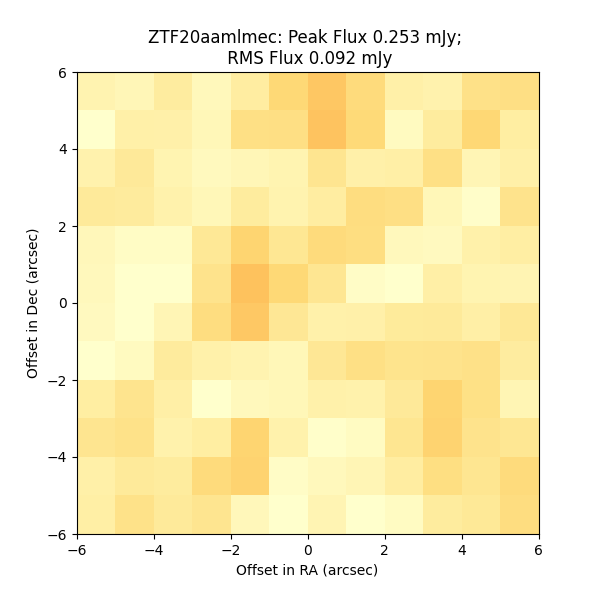 ZTF20aamlmec: Peak Flux 0.253 mJy;
RMS Flux 0.092 mJy
6
4
2
0
−2
−4
−6
Offset in Dec (arcsec)
−6 −4 −2 0 2 4 6
Offset in RA (arcsec)